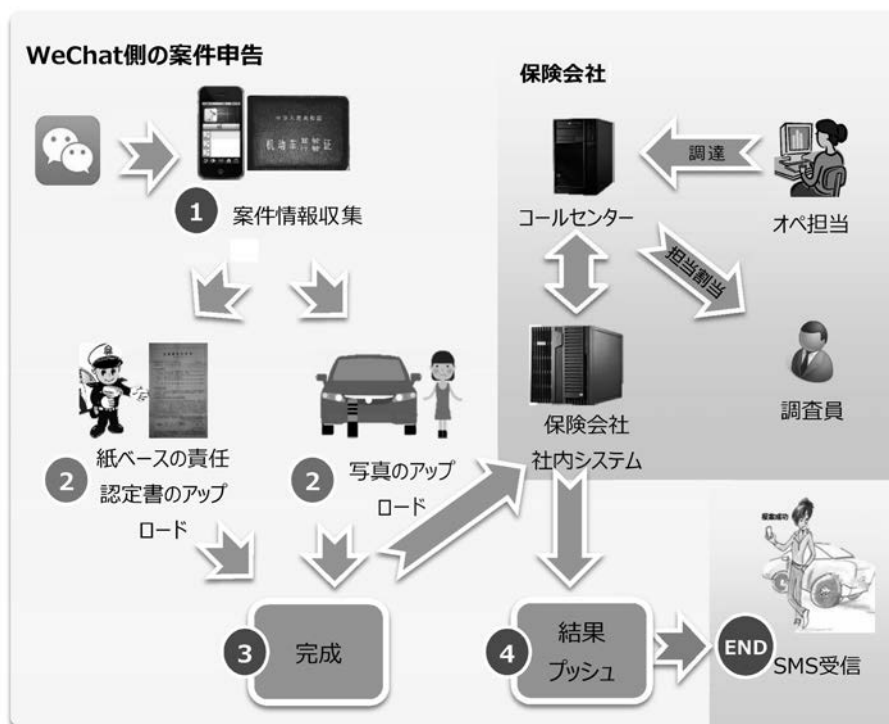 WeChat側の案件申告
保険会社
机动车
1
案件情報収集
コールセンター
調達
オペ担当
担当割当
調査員
2
紙ベースの責任
認定書のアップ
ロード
2
写真のアップ
ロード
保険会社
社内システム
3
完成
4
結果
プッシュ
END
SMS受信